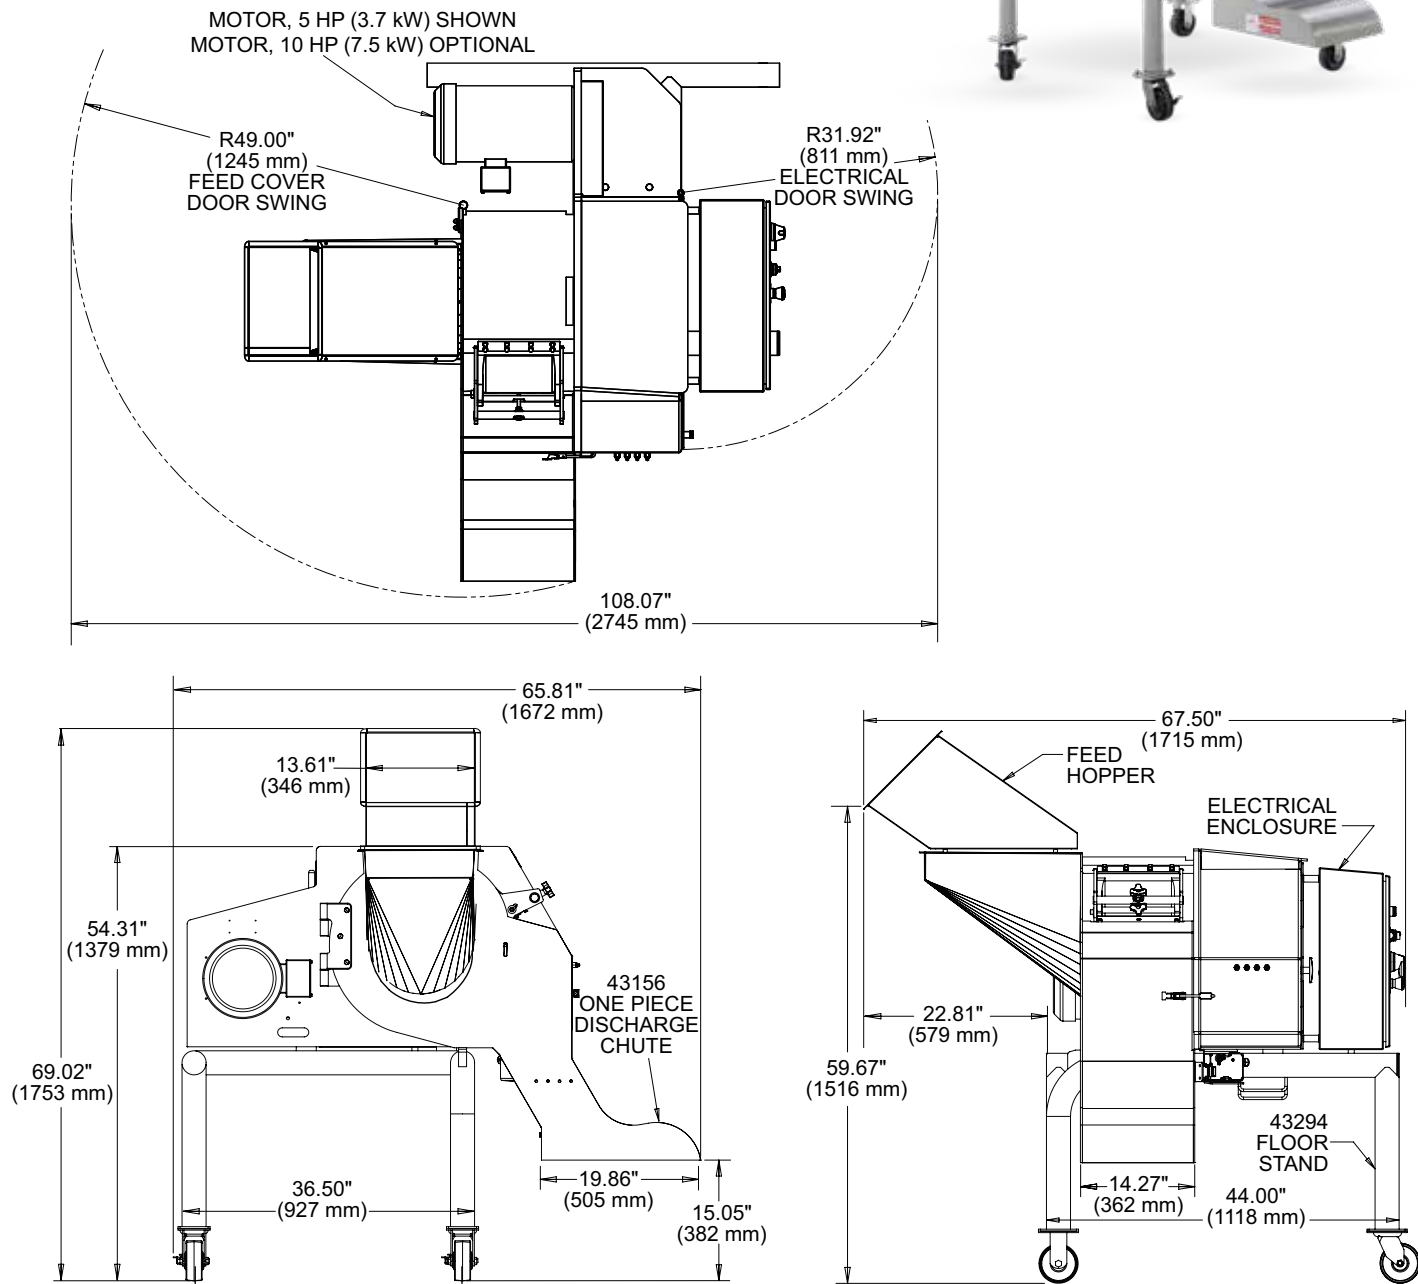 MOTOR, 5 HP (3.7 kW) SHOWN
MOTOR, 10 HP (7.5 kW) OPTIONAL
R49.00"
(1245 mm)
FEED COVER
DOOR SWING
R31.92"
(811 mm)
ELECTRICAL
DOOR SWING
108.07"
(2745 mm)
65.81"
(1672 mm)
13.61"
(346 mm)
54.31"
(1379 mm)
69.02"
(1753 mm)
43156
ONE PIECE
DISCHARGE
CHUTE
36.50"
(927 mm)
19.86"
(505 mm)
15.05"
(382 mm)
67.50"
(1715 mm)
FEED
HOPPER
ELECTRICAL
ENCLOSURE
22.81"
(579 mm)
59.67"
(1516 mm)
43294
FLOOR
STAND
14.27"
(362 mm)
44.00"
(1118 mm)